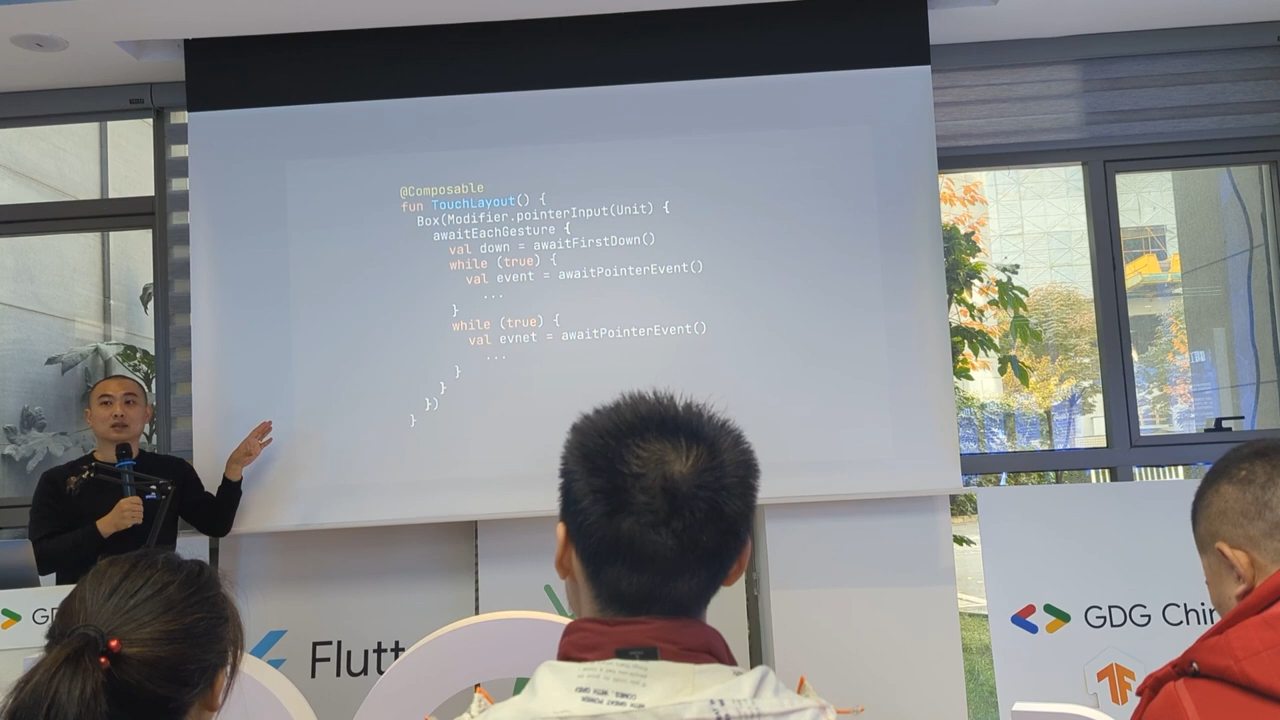 @Composable
fun TouchLayout() {
Box(Modifier.pointerInput(Unit) {
awaitEachGesture {
val down = awaitFirstDown()
while (true) {
val event = awaitPointerEvent()
...
}
while (true) {
val evnet = awaitPointerEvent()
...
}
}
})
}
GD
Flutt
GDG Chin